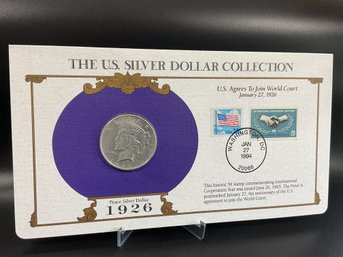 THE U.S. SILVER DOLLAR COLLECTION
U.S. Agrees To Join World Court
January 27, 1926
WASHINGTON, DC
JAN
27
1994
20066
This historic 5¢ stamp commemorating International
Cooperation Year was issued June 26, 1965. The Panel is
postmarked January 27, the anniversary of the U.S.
agreement to join the World Court.
Peace Silver Dollar
1926